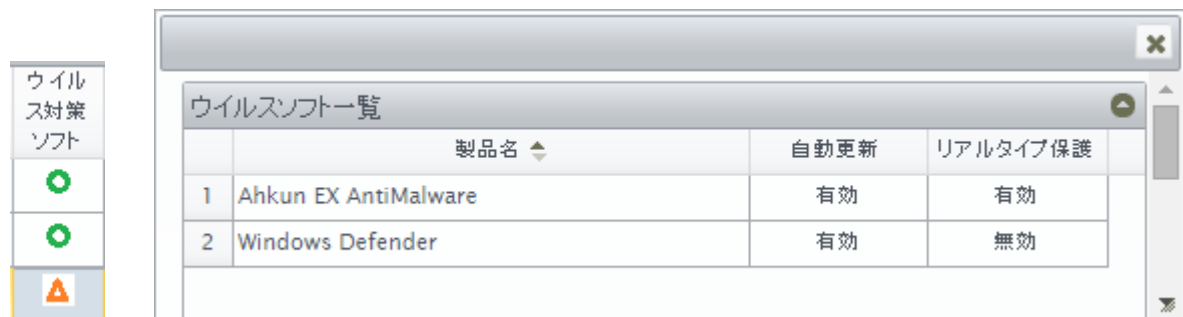 ウイル
ス対策
ソフト
ウイルスソフト一覧
製品名 自動更新 リアルタイプ保護
1 Ahkun EX AntiMalware 有効 有効
2 Windows Defender 有効 無効